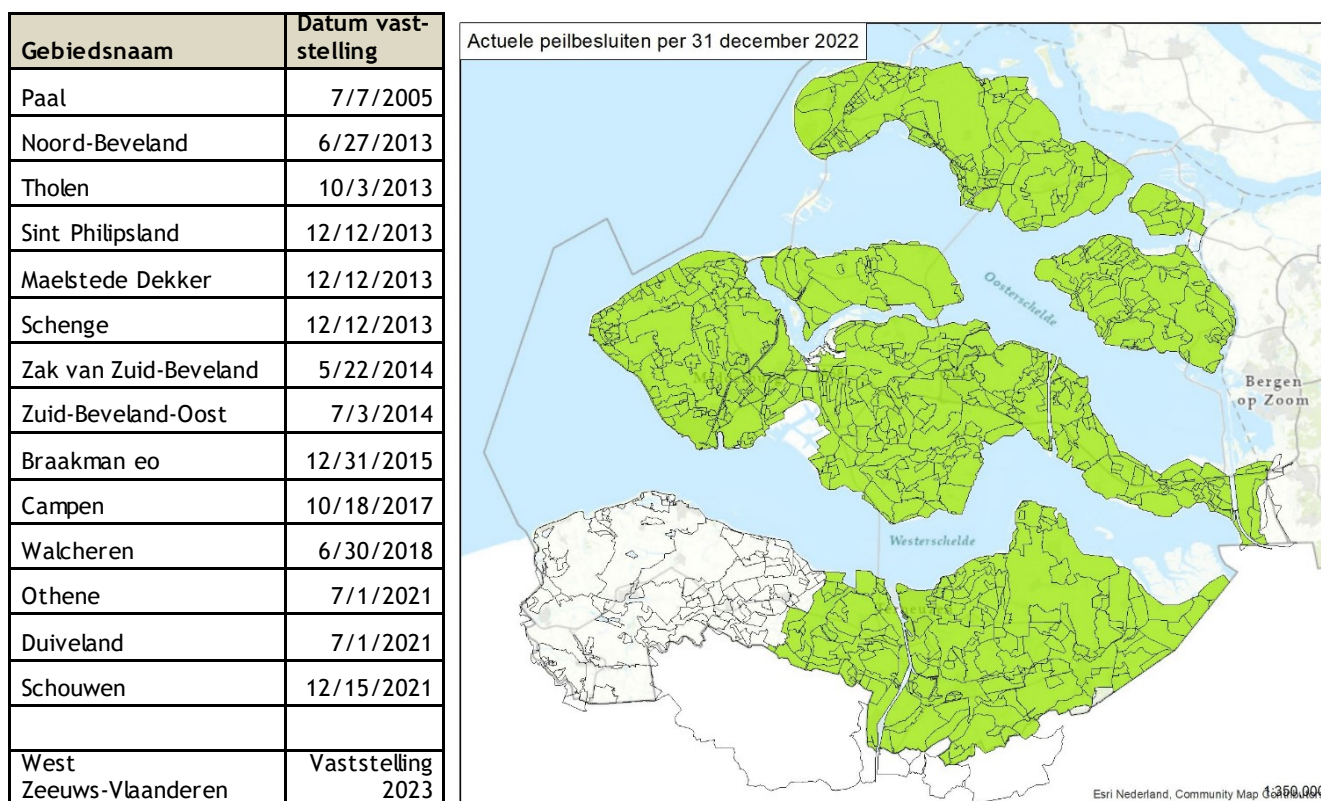 Gebiedsnaam Datum vast-
stelling
Paal 7/7/2005
Noord-Beveland 6/27/2013
Tholen 10/3/2013
Sint Philipsland 12/12/2013
Maelstede Dekker 12/12/2013
Schenge 12/12/2013
Zak van Zuid-Beveland 5/22/2014
Zuid-Beveland-Oost 7/3/2014
Braakman eo 12/31/2015
Campen 10/18/2017
Walcheren 6/30/2018
Othene 7/1/2021
Duiveland 7/1/2021
Schouwen 12/15/2021
West Vaststelling
Zeeuws-Vlaanderen 2023
Actuele peilbesluiten per 31 december 2022
Oosterschelde
Bergen
op Zoom
Westerschelde
Esri Nederland, Community Map Contributors
1:350.000